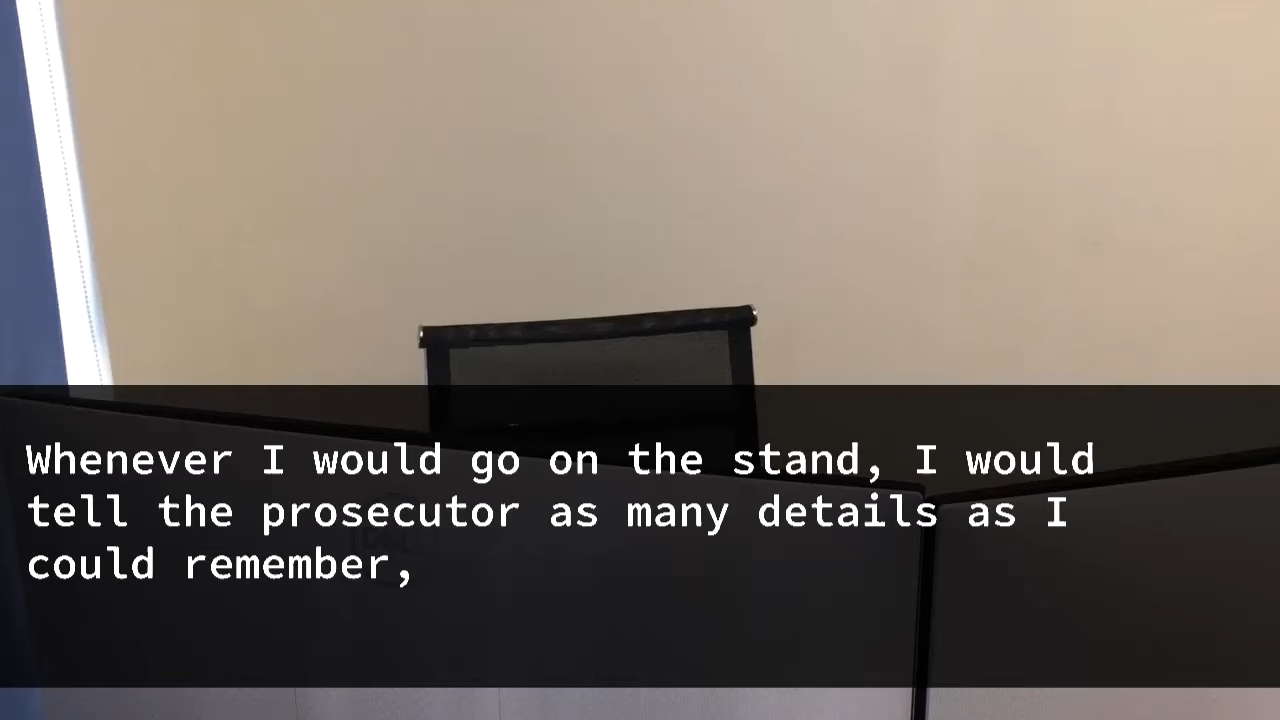 Whenever I would go on the stand, I would
tell the prosecutor as many details as I
could remember,